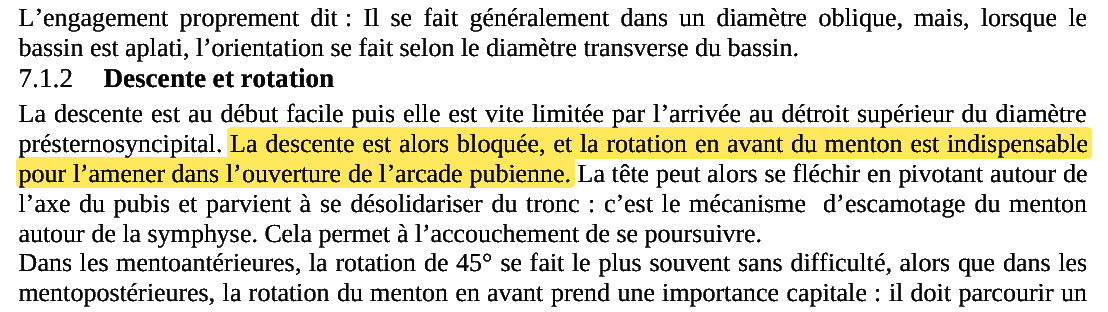 L’engagement proprement dit : Il se fait généralement dans un diamètre oblique, mais, lorsque le
bassin est aplati, l’orientation se fait selon le diamètre transverse du bassin.
7.1.2 Descente et rotation
La descente est au début facile puis elle est vite limitée par l’arrivée au détroit supérieur du diamètre
présternosyncipital. La descente est alors bloquée, et la rotation en avant du menton est indispensable
pour l’amener dans l’ouverture de l’arcade pubienne. La tête peut alors se fléchir en pivotant autour de
l’axe du pubis et parvient à se désolidariser du tronc : c’est le mécanisme d’escamotage du menton
autour de la symphyse. Cela permet à l’accouchement de se poursuivre.
Dans les mentoantérieures, la rotation de 45° se fait le plus souvent sans difficulté, alors que dans les
mentopostérieures, la rotation du menton en avant prend une importance capitale : il doit parcourir un